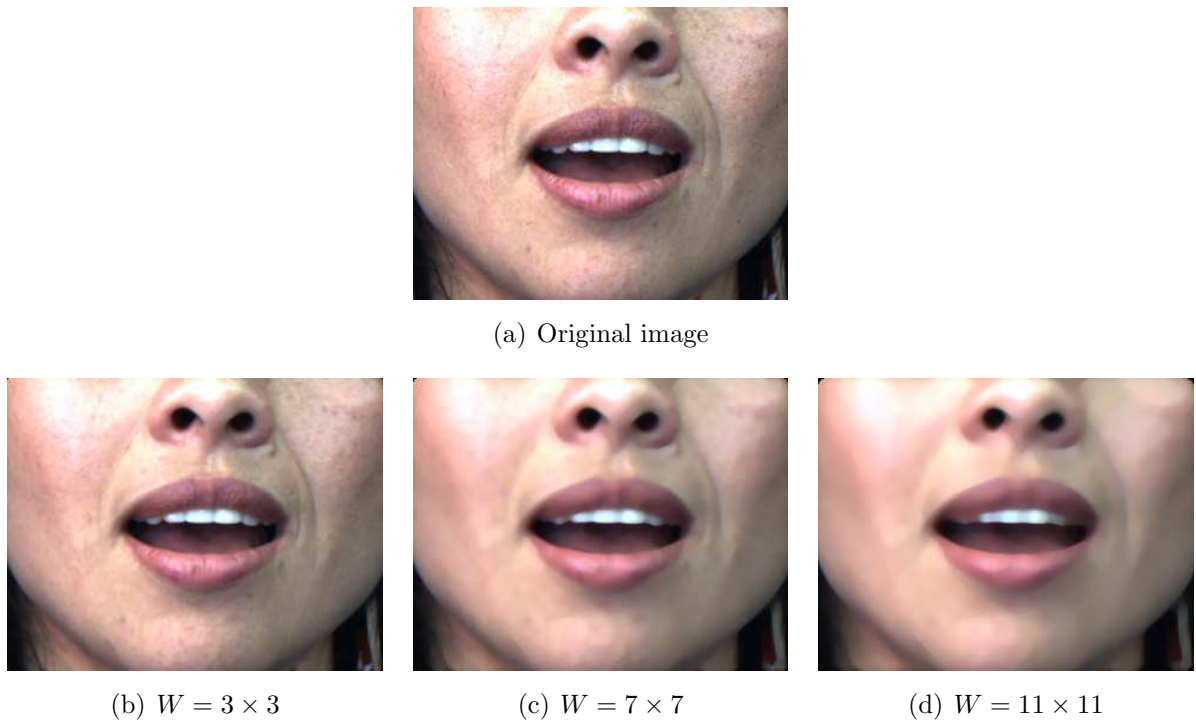 (a) Original image
(b) W = 3 × 3
(c) W = 7 × 7
(d) W = 11 × 11